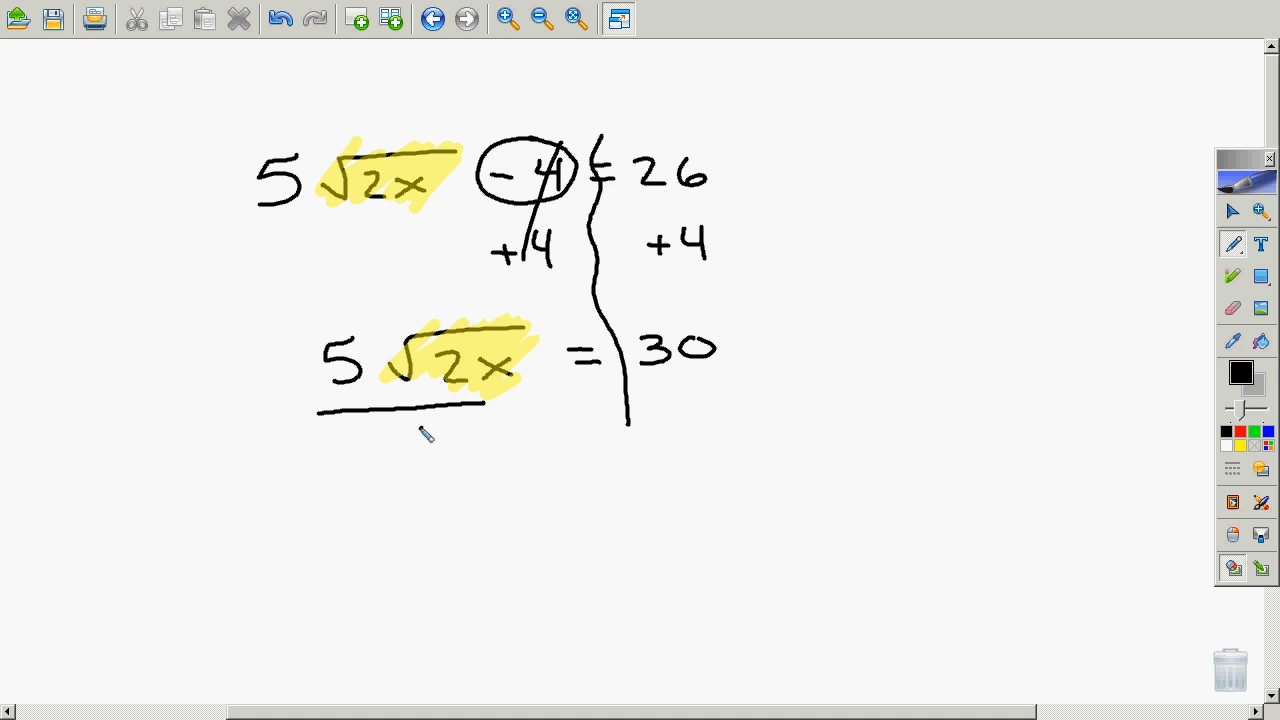 5 √2x - 4 = 26
+4 +4
5 √2x = 30
T